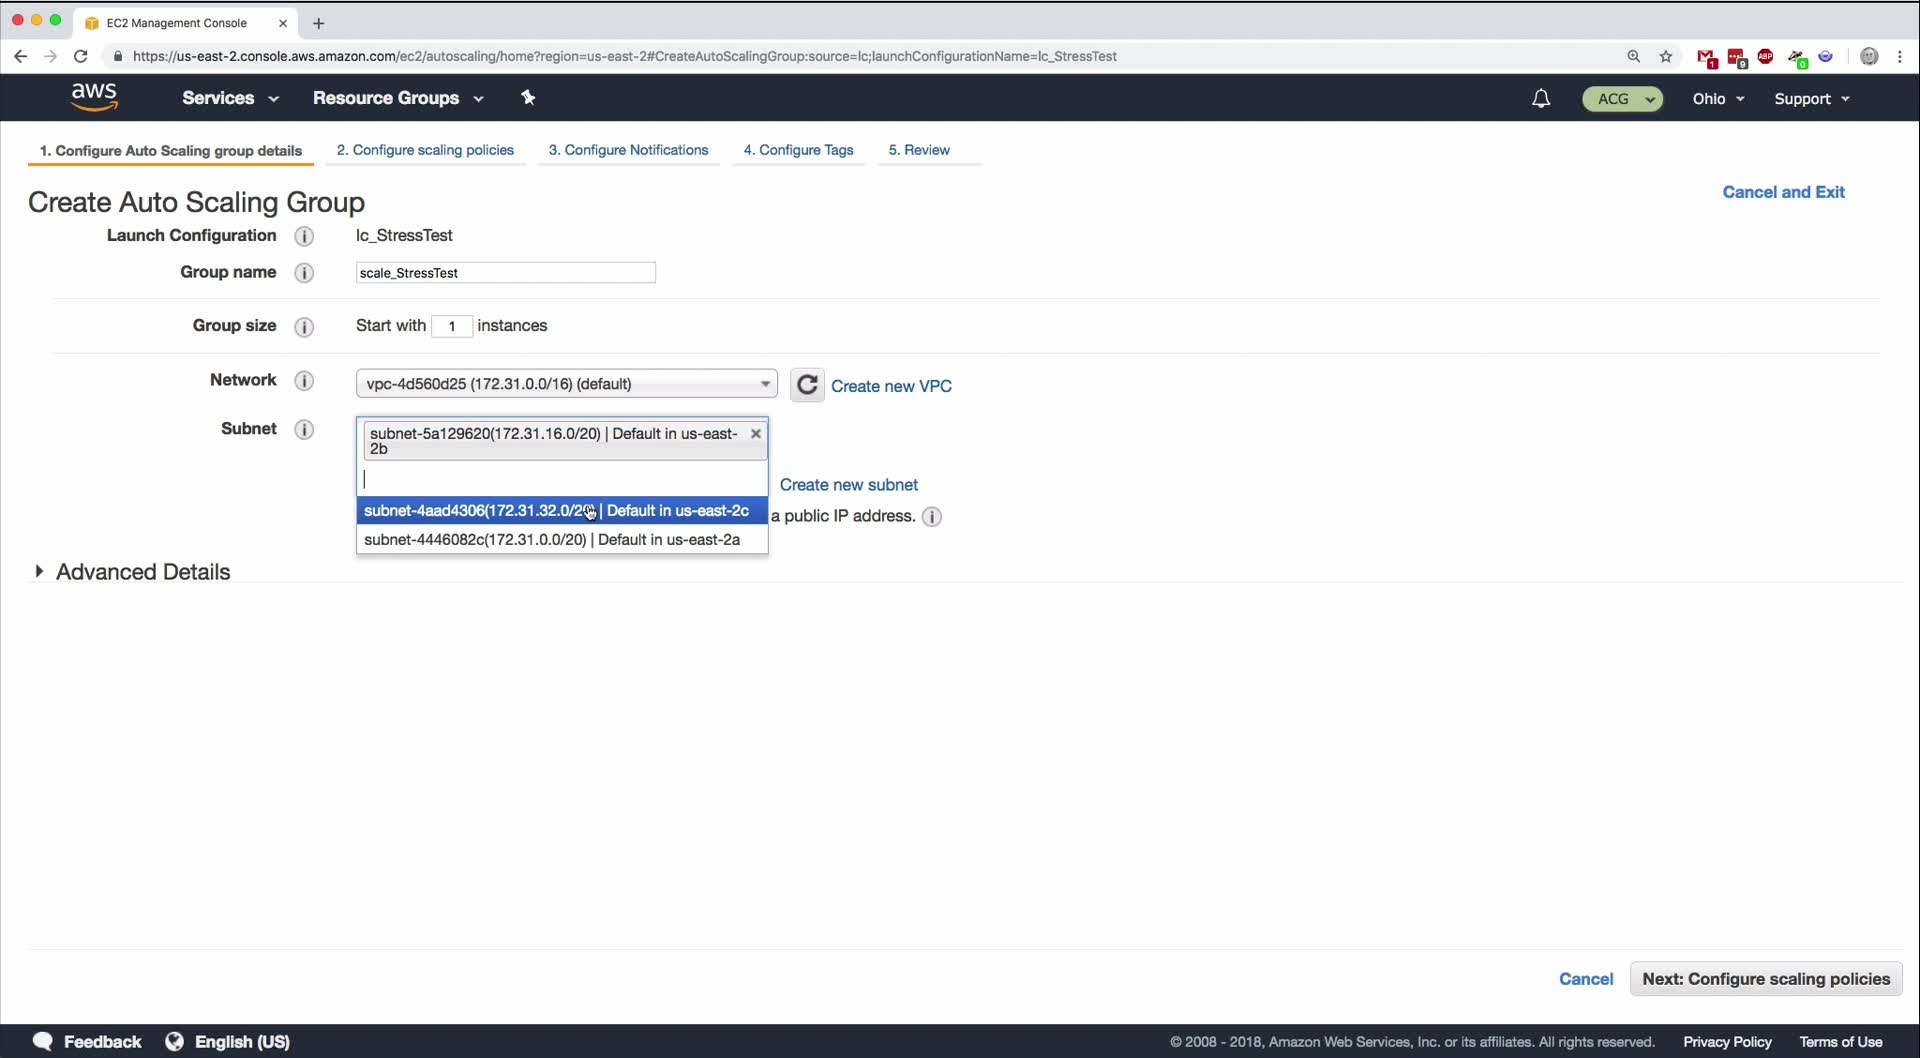 EC2 Management Console
https://us-east-2.console.aws.amazon.com/ec2/autoscaling/home?region=us-east-2#CreateAutoScalingGroup:source=lc;launchConfigurationName=lc_StressTest
1
9
ABP
0
aws
Services
Resource Groups
ACG
Ohio
Support
1. Configure Auto Scaling group details
2. Configure scaling policies
3. Configure Notifications
4. Configure Tags
5. Review
Create Auto Scaling Group
Cancel and Exit
Launch Configuration
lc_StressTest
Group name
scale_StressTest
Group size
Start with 1 instances
Network
vpc-4d560d25 (172.31.0.0/16) (default)
Create new VPC
Subnet
subnet-5a129620(172.31.16.0/20) | Default in us-east-
2b
Create new subnet
subnet-4aad4306(172.31.32.0/20) | Default in us-east-2c
a public IP address.
subnet-4446082c(172.31.0.0/20) | Default in us-east-2a
Advanced Details
Cancel
Next: Configure scaling policies
Feedback
English (US)
© 2008 - 2018, Amazon Web Services, Inc. or its affiliates. All rights reserved.
Privacy Policy
Terms of Use